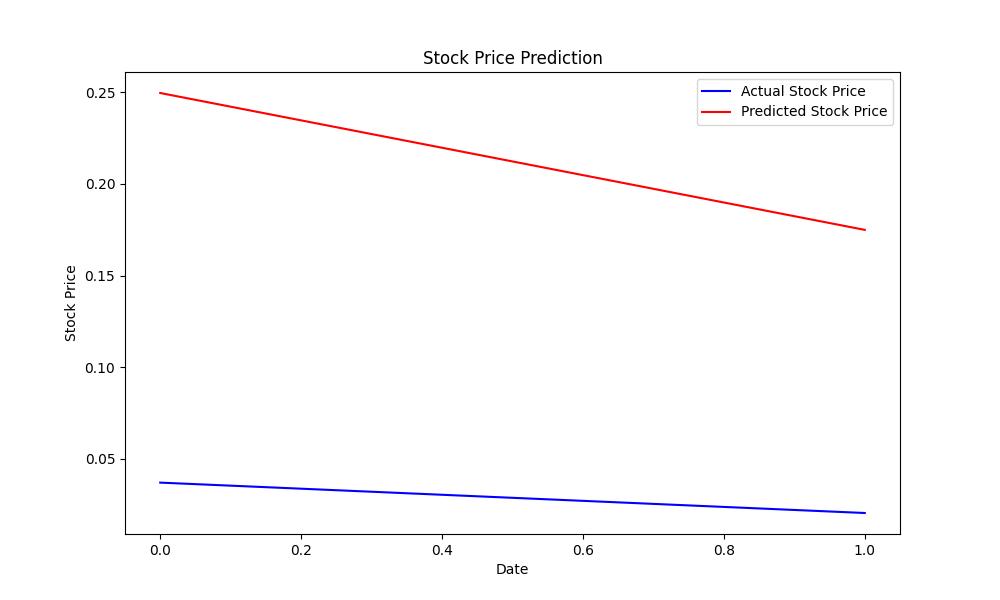 Stock Price Prediction
Actual Stock Price
Predicted Stock Price
Stock Price
0.25
0.20
0.15
0.10
0.05
0.0 0.2 0.4 0.6 0.8 1.0
Date